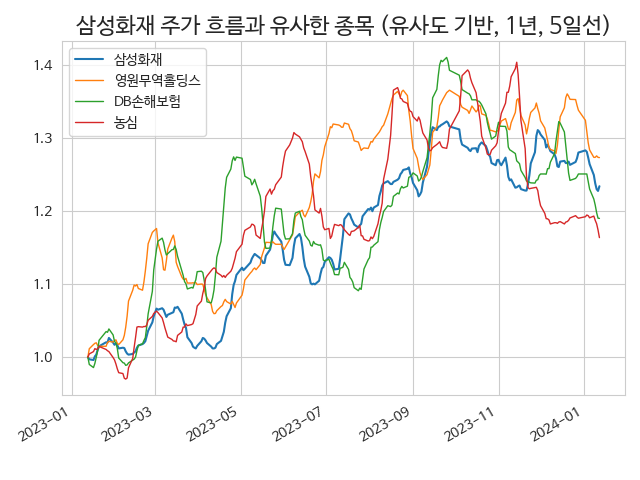 삼성화재 주가 흐름과 유사한 종목 (유사도 기반, 1년, 5일선)
삼성화재
영원무역홀딩스
DB손해보험
농심
1.4
1.3
1.2
1.1
1.0
2023-01
2023-03
2023-05
2023-07
2023-09
2023-11
2024-01